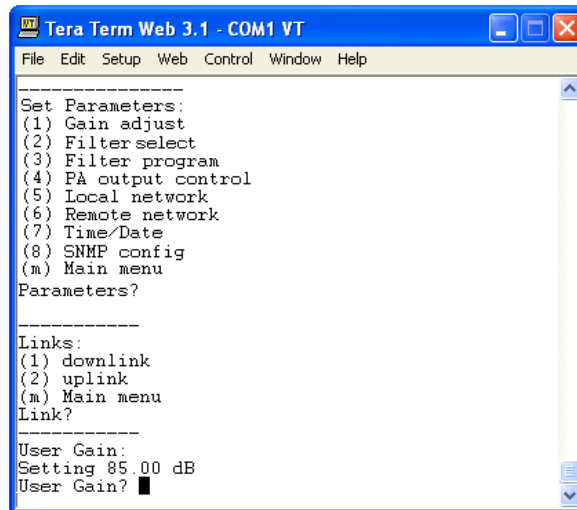 Tera Term Web 3.1 - COM1 VT
File Edit Setup Web Control Window Help
---------------
Set Parameters:
(1) Gain adjust
(2) Filter select
(3) Filter program
(4) PA output control
(5) Local network
(6) Remote network
(7) Time/Date
(8) SNMP config
(m) Main menu
Parameters?
-----------
Links:
(1) downlink
(2) uplink
(m) Main menu
Link?
-----------
User Gain:
Setting 85.00 dB
User Gain?